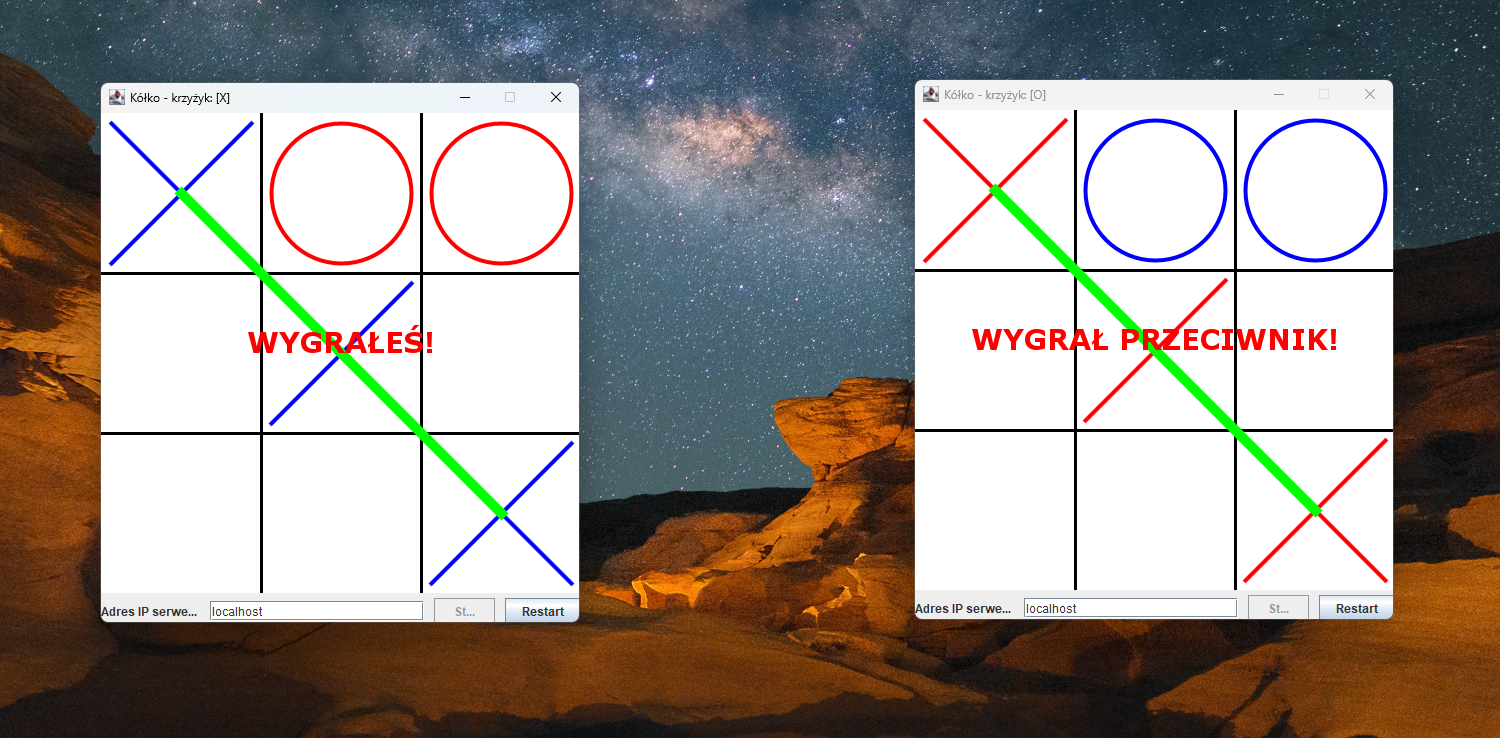 Kółko - krzyżyk: [X]
WYGRAŁEŚ!
Adres IP serwe... localhost St... Restart
Kółko - krzyżyk: [O]
WYGRAŁ PRZECIWNIK!
Adres IP serwe... localhost St... Restart